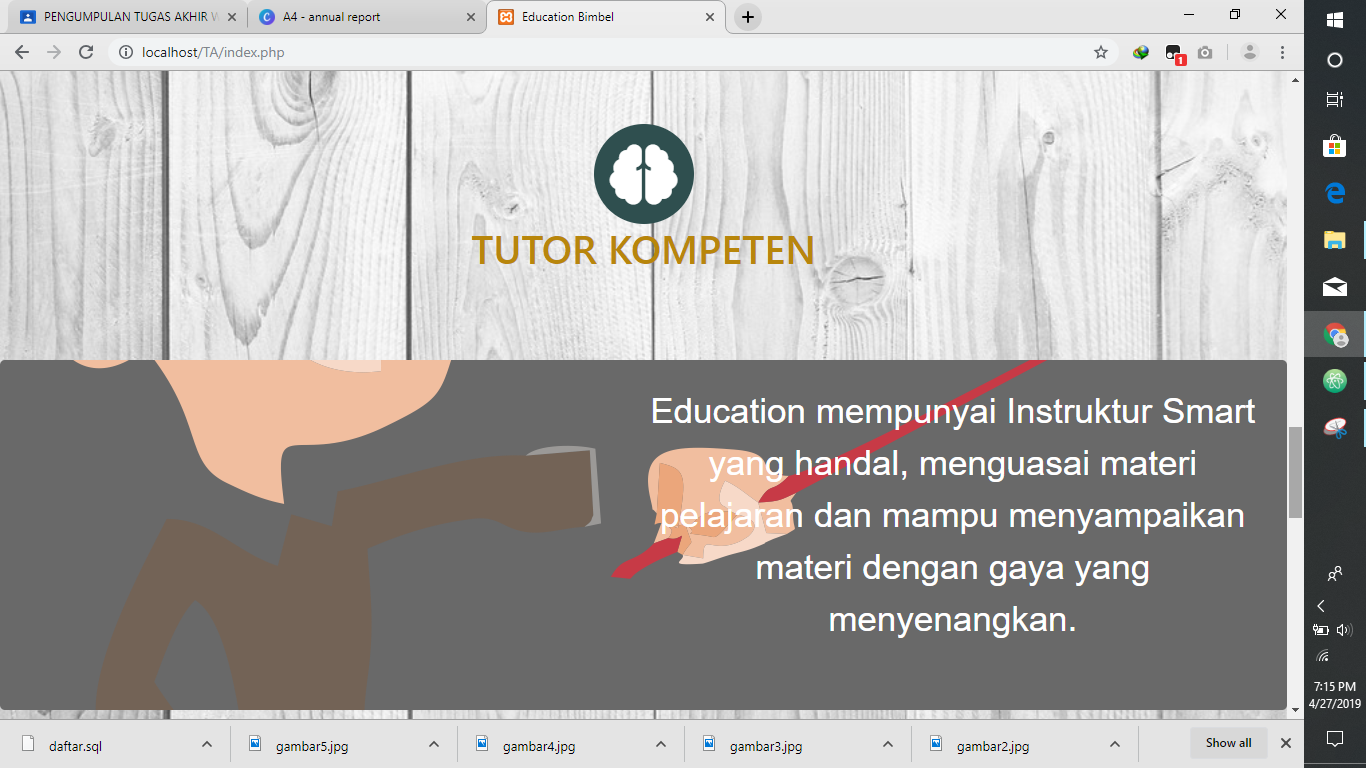 PENGUMPULAN TUGAS AKHIR W
A4 - annual report
Education Bimbel
localhost/TA/index.php
1
TUTOR KOMPETEN
Education mempunyai Instruktur Smart
yang handal, menguasai materi
pelajaran dan mampu menyampaikan
materi dengan gaya yang
menyenangkan.
daftar.sql
gambar5.jpg
gambar4.jpg
gambar3.jpg
gambar2.jpg
Show all
7:15 PM
4/27/2019